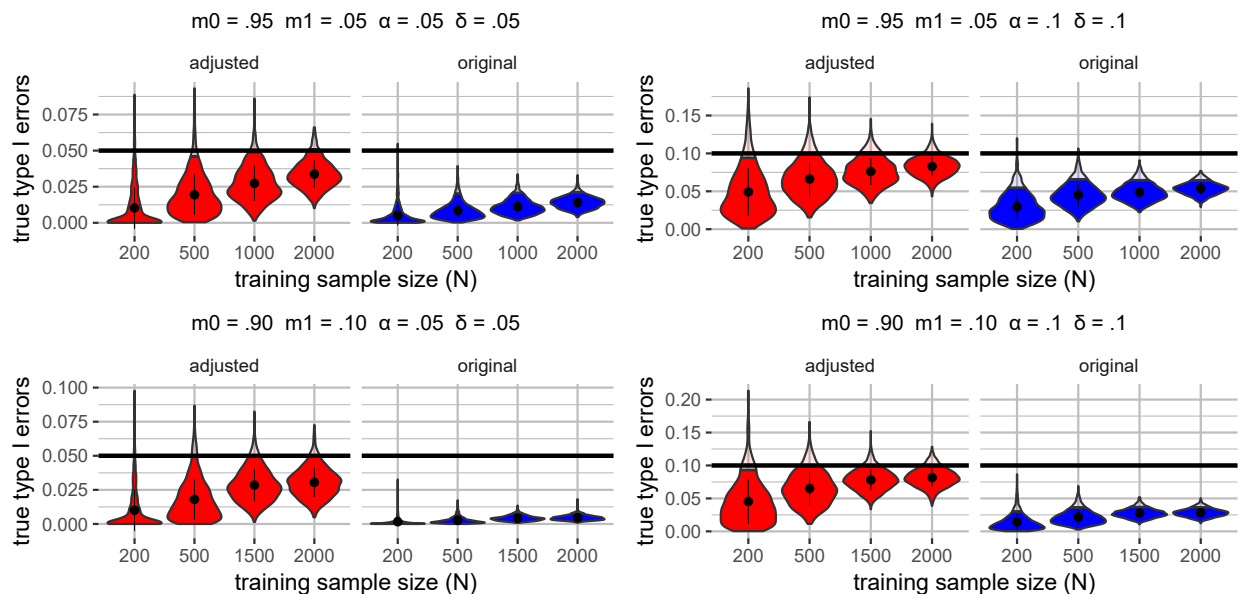 m0 = .95 m1 = .05 α = .05 δ = .05
adjusted original
true type I errors
0.075
0.050
0.025
0.000
200 500 1000 2000 200 500 1000 2000
training sample size (N)
m0 = .95 m1 = .05 α = .1 δ = .1
adjusted original
true type I errors
0.15
0.10
0.05
0.00
200 500 1000 2000 200 500 1000 2000
training sample size (N)
m0 = .90 m1 = .10 α = .05 δ = .05
adjusted original
true type I errors
0.100
0.075
0.050
0.025
0.000
200 500 1500 2000 200 500 1500 2000
training sample size (N)
m0 = .90 m1 = .10 α = .1 δ = .1
adjusted original
true type I errors
0.20
0.15
0.10
0.05
0.00
200 500 1500 2000 200 500 1500 2000
training sample size (N)